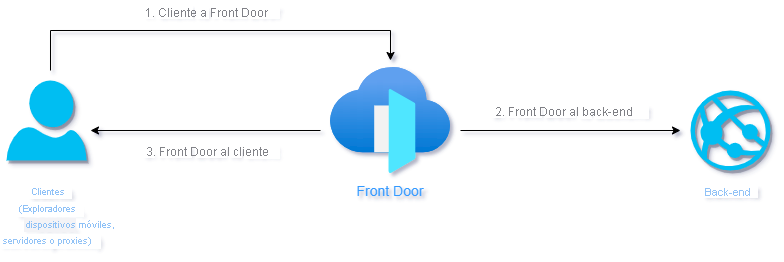 1. Cliente a Front Door
2. Front Door al back-end
3. Front Door al cliente
Front Door
Clientes
(Exploradores
dispositivos móviles,
servidores o proxies)
Back-end